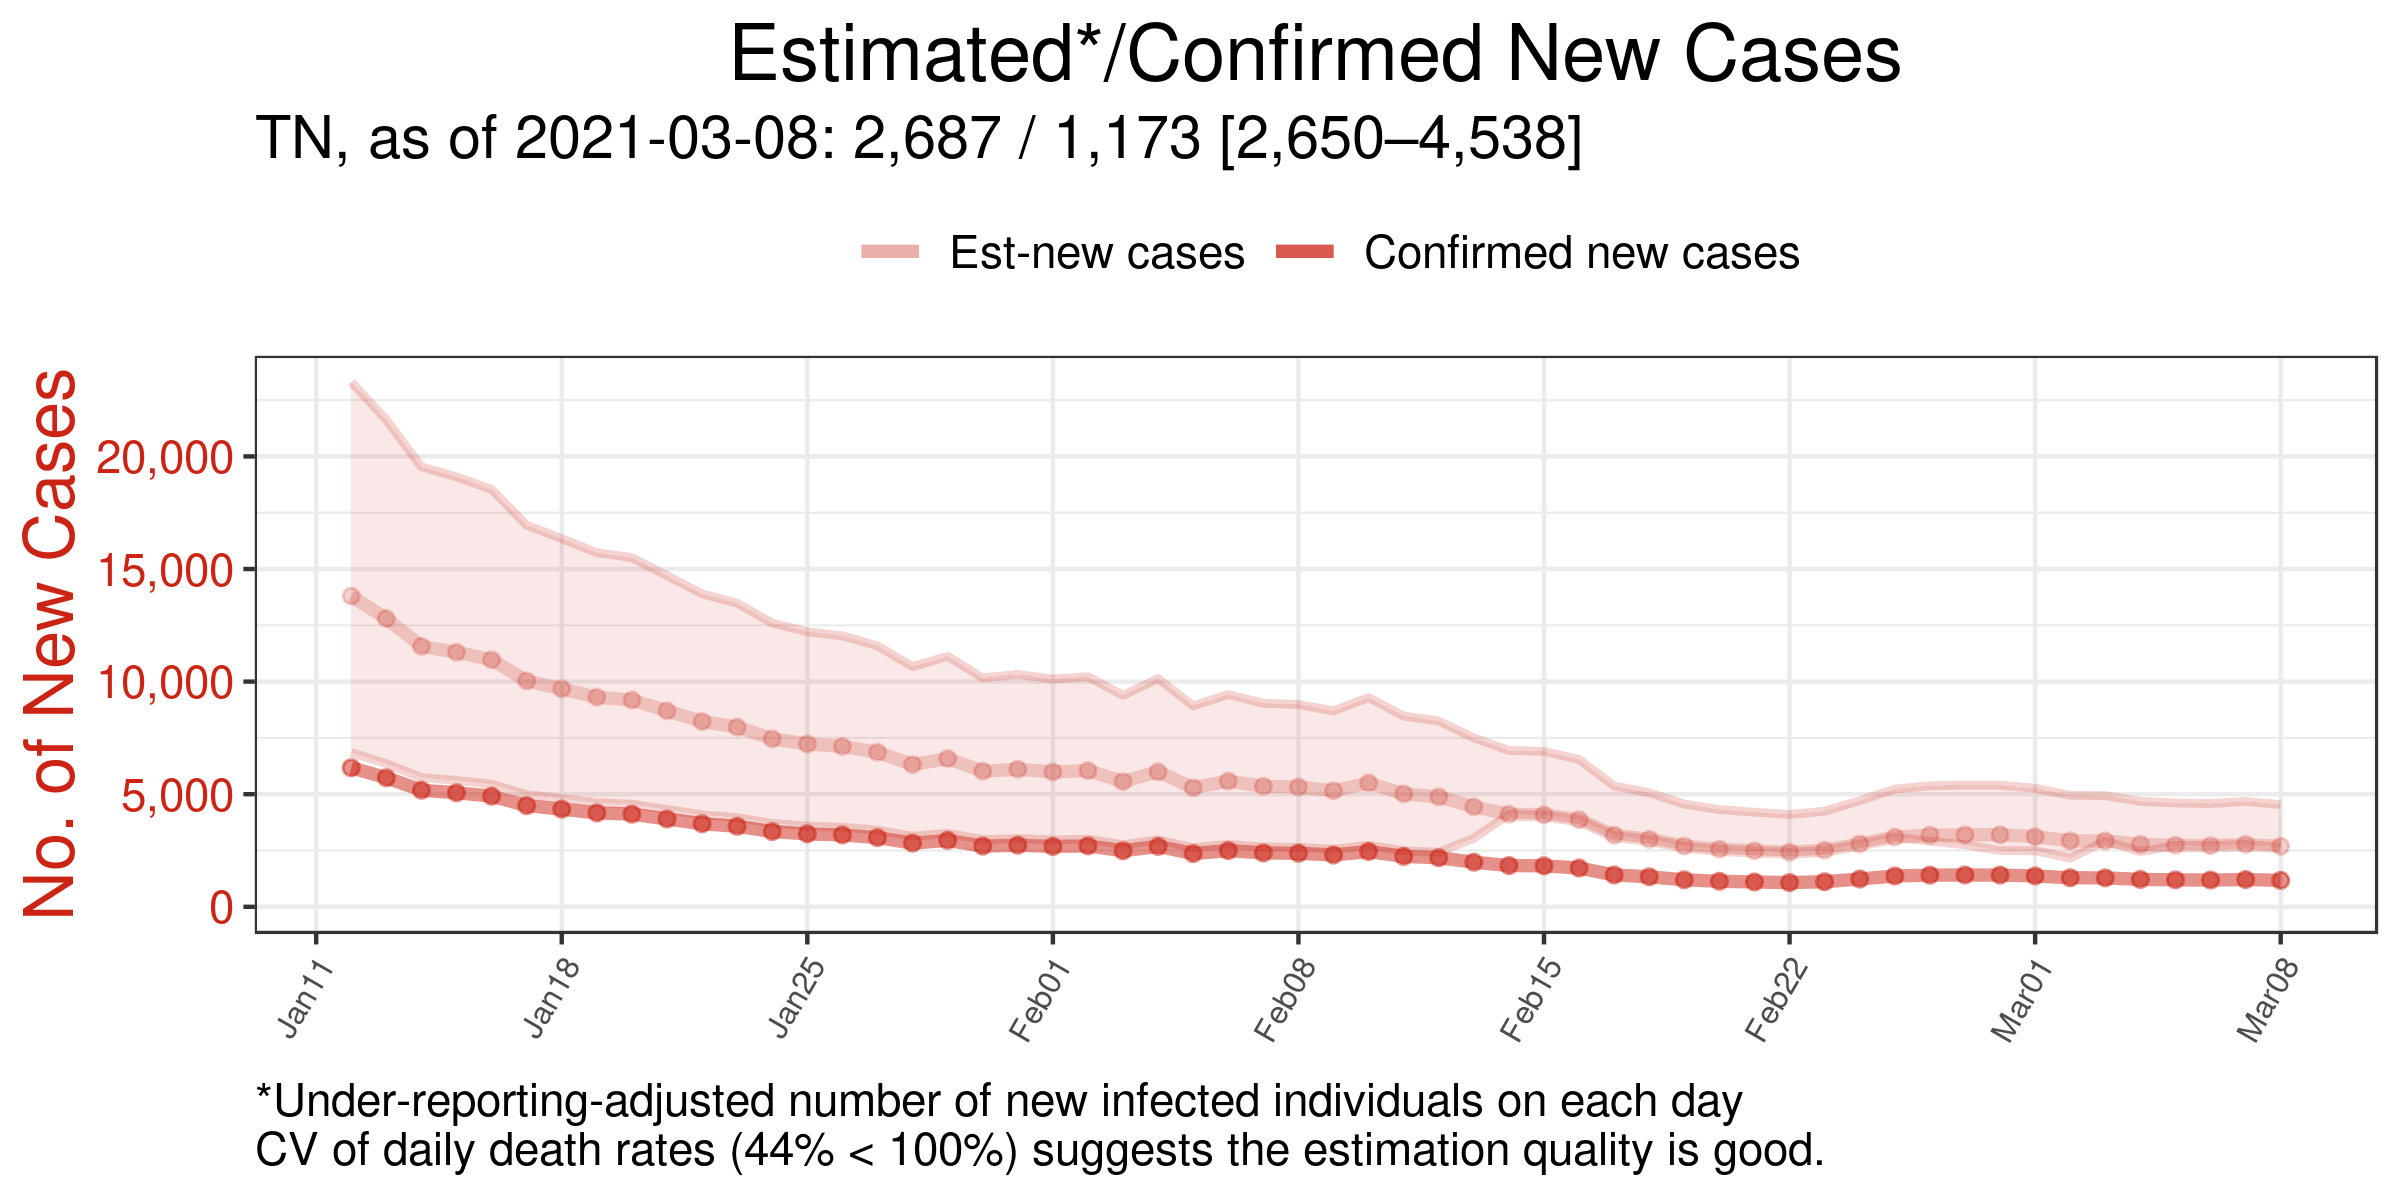 Estimated*/Confirmed New Cases
TN, as of 2021-03-08: 2,687 / 1,173 [2,650–4,538]
Est-new cases
Confirmed new cases
No. of New Cases
20,000
15,000
10,000
5,000
0
Jan11
Jan18
Jan25
Feb01
Feb08
Feb15
Feb22
Mar01
Mar08
*Under-reporting-adjusted number of new infected individuals on each day
CV of daily death rates (44% < 100%) suggests the estimation quality is good.